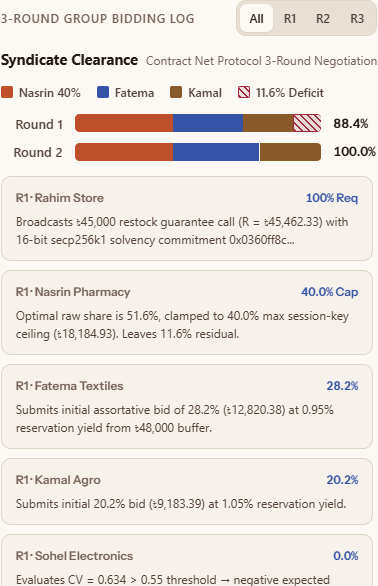 3-ROUND GROUP BIDDING LOG
All R1 R2 R3
Syndicate Clearance Contract Net Protocol 3-Round Negotiation
Nasrin 40% Fatema Kamal 11.6% Deficit
Round 1 88.4%
Round 2 100.0%
R1·Rahim Store 100% Req
Broadcasts ৳45,000 restock guarantee call (R = ৳45,462.33) with
16-bit secp256k1 solvency commitment 0x0360ff8c...
R1·Nasrin Pharmacy 40.0% Cap
Optimal raw share is 51.6%, clamped to 40.0% max session-key
ceiling (৳18,184.93). Leaves 11.6% residual.
R1·Fatema Textiles 28.2%
Submits initial assortative bid of 28.2% (৳12,820.38) at 0.95%
reservation yield from ৳48,000 buffer.
R1·Kamal Agro 20.2%
Submits initial 20.2% bid (৳9,183.39) at 1.05% reservation yield.
R1·Sohel Electronics 0.0%
Evaluates CV = 0.634 > 0.55 threshold → negative expected